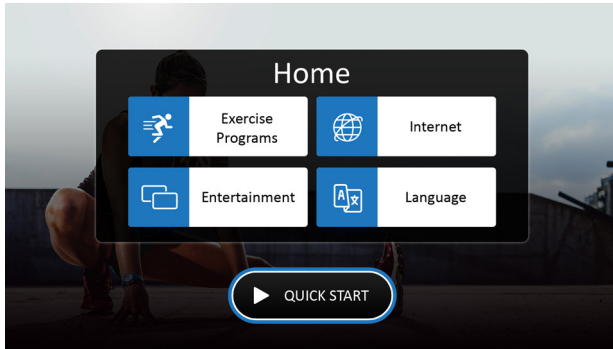 Home
Exercise
Programs
Internet
Entertainment
A
Language
QUICK START